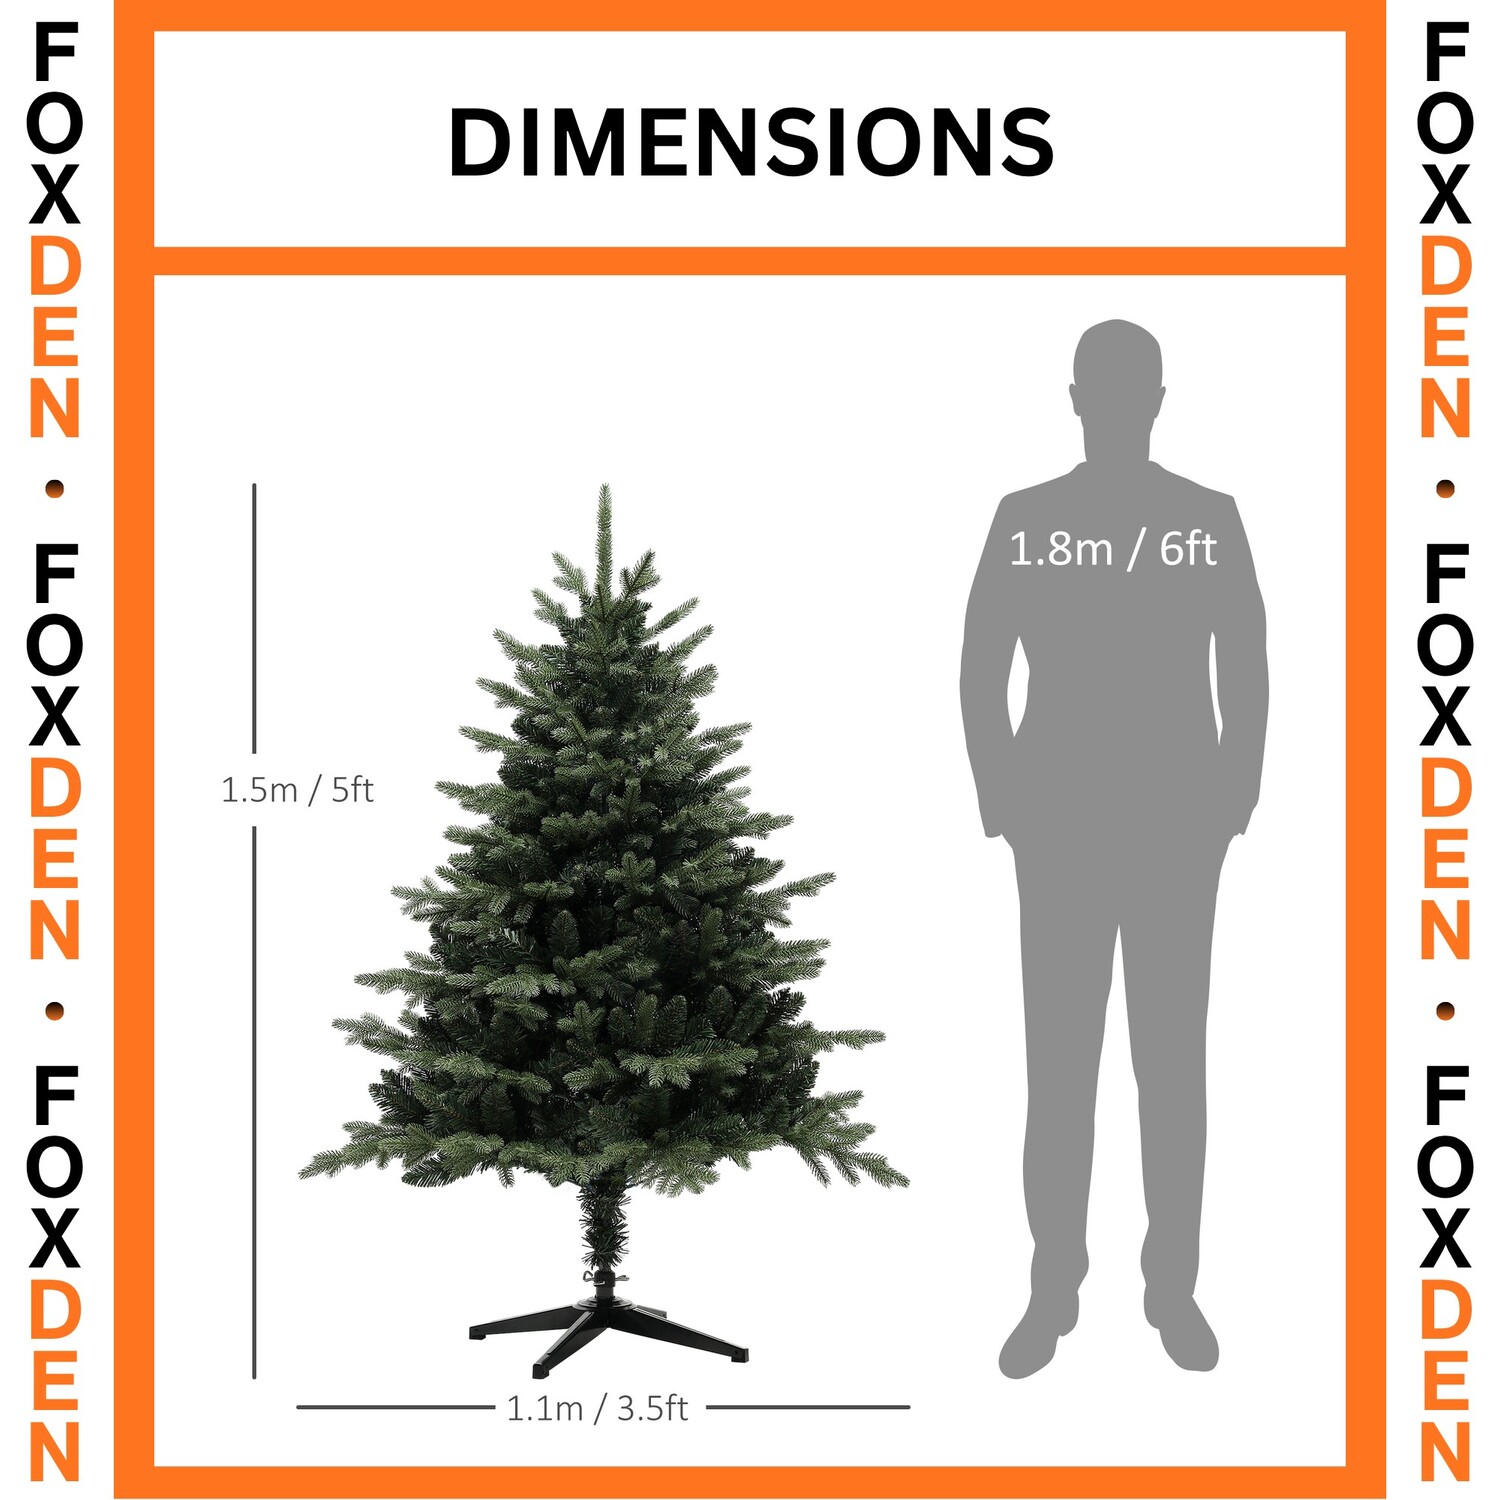 DIMENSIONS
FOXDEN • FOXDEN • FOXDEN
1.8m / 6ft
1.5m / 5ft
1.1m / 3.5ft
FOXDEN • FOXDEN • FOXDEN